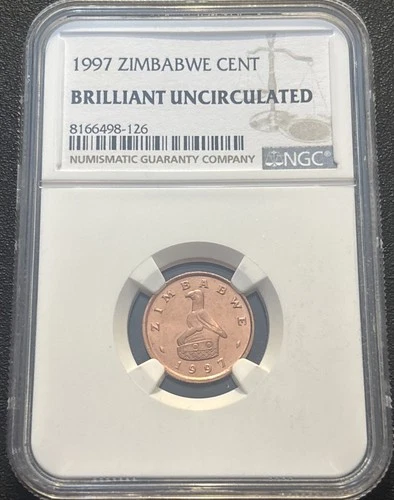 1997 ZIMBABWE CENT
BRILLIANT UNCIRCULATED
8166498-126
NUMISMATIC GUARANTY COMPANY
NGC®
ZIMBABWE
1997